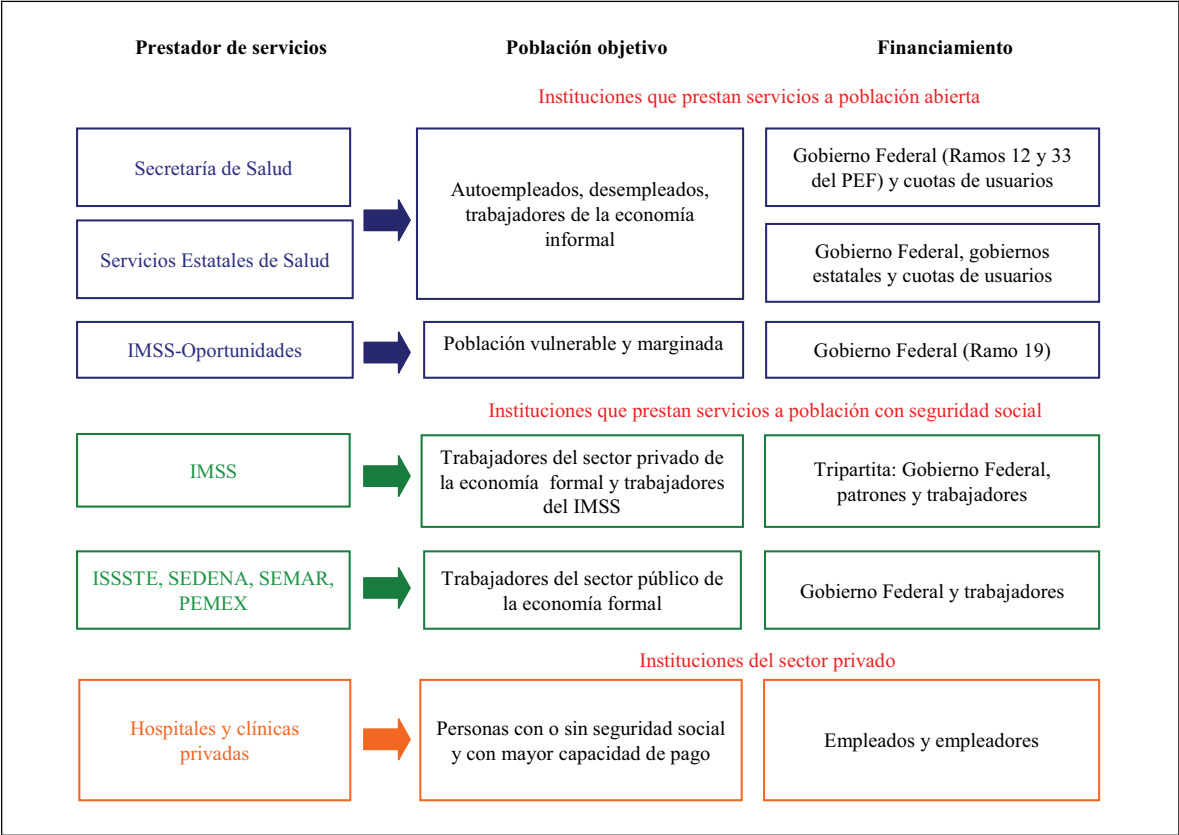 Prestador de servicios
Población objetivo
Financiamiento
Instituciones que prestan servicios a población abierta
Secretaría de Salud
Servicios Estatales de Salud
Autoempleados, desempleados,
trabajadores de la economía
informal
Gobierno Federal (Ramos 12 y 33
del PEF) y cuotas de usuarios
Gobierno Federal, gobiernos
estatales y cuotas de usuarios
IMSS-Oportunidades
Población vulnerable y marginada
Gobierno Federal (Ramo 19)
Instituciones que prestan servicios a población con seguridad social
IMSS
Trabajadores del sector privado de
la economía formal y trabajadores
del IMSS
Tripartita: Gobierno Federal,
patrones y trabajadores
ISSSTE, SEDENA, SEMAR,
PEMEX
Trabajadores del sector público de
la economía formal
Gobierno Federal y trabajadores
Instituciones del sector privado
Hospitales y clínicas
privadas
Personas con o sin seguridad social
y con mayor capacidad de pago
Empleados y empleadores